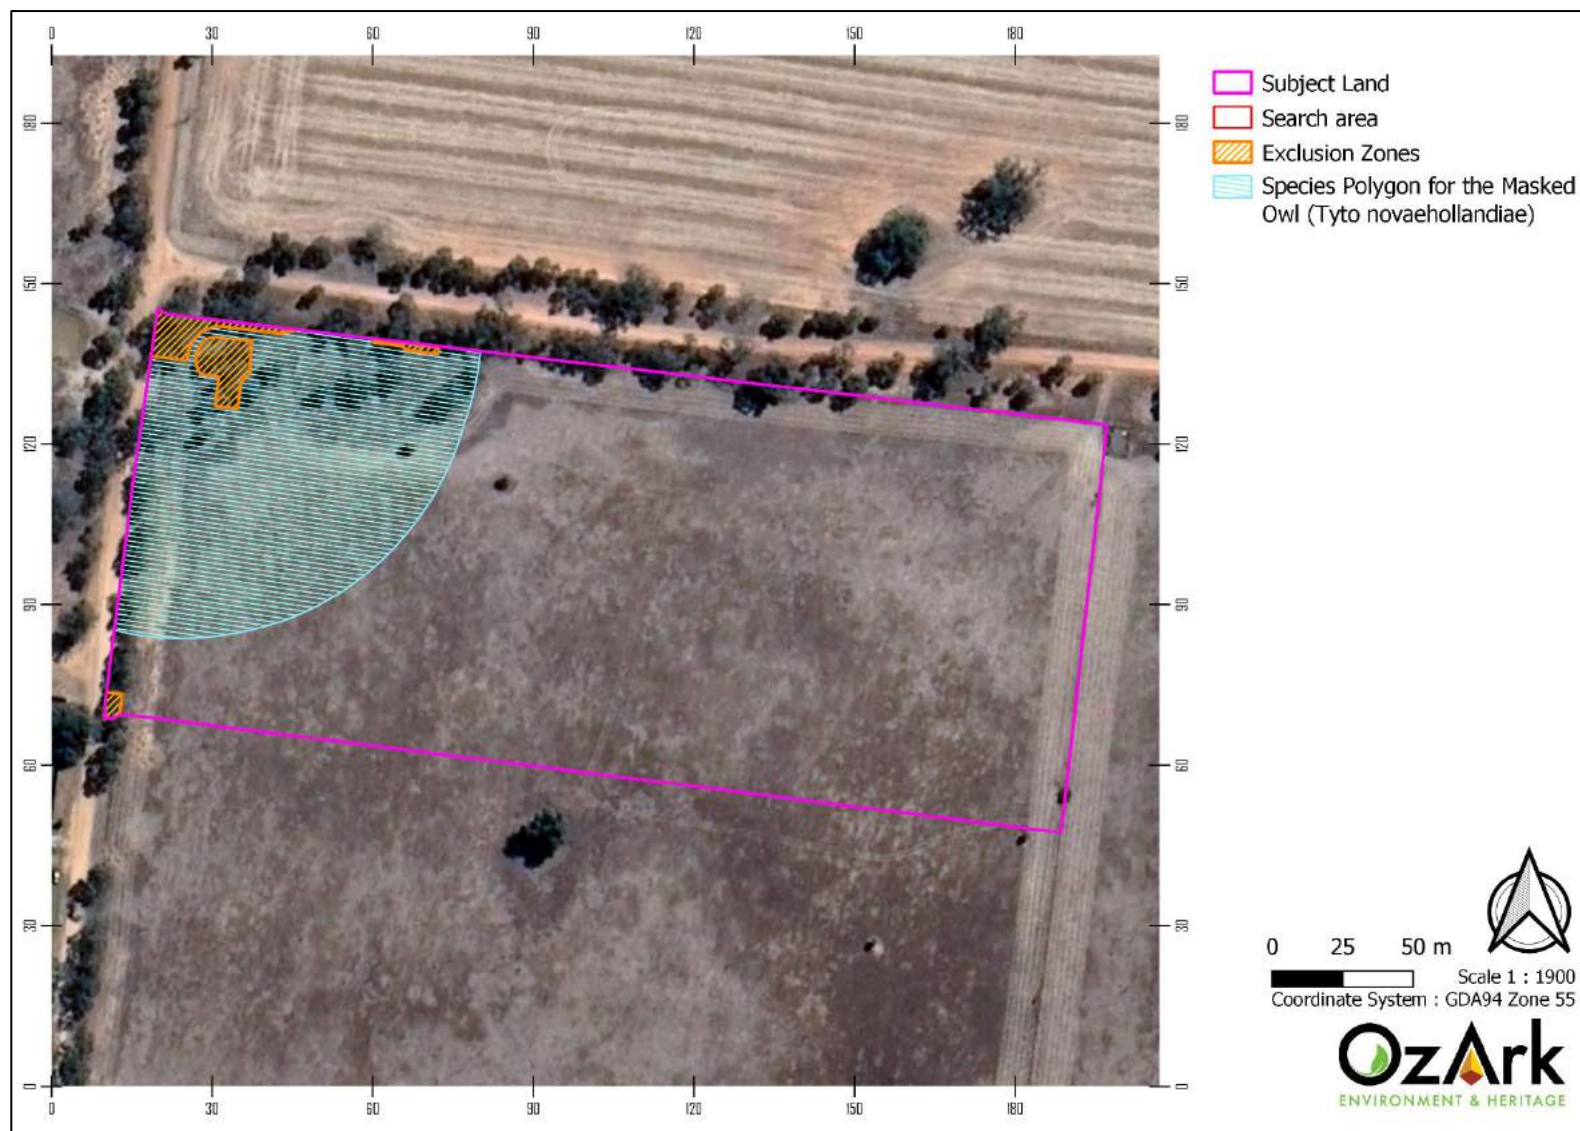 0 30 60 90 120 150 180
Subject Land
Search area
Exclusion Zones
Species Polygon for the Masked
Owl (Tyto novaehollandiae)
180 180
150 150
120 120
90 90
60 60
30 30
0 0
0 25 50 m
Scale 1 : 1900
Coordinate System : GDA94 Zone 55
OzArk
ENVIRONMENT & HERITAGE
0 30 60 90 120 150 180